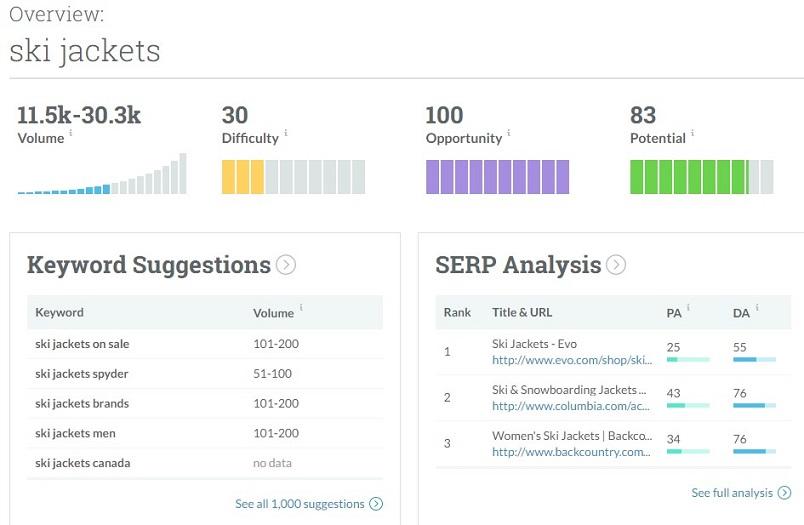 Overview:
ski jackets
11.5k-30.3k
Volume i
30
Difficulty i
100
Opportunity i
83
Potential i
Keyword Suggestions
Keyword Volume i
ski jackets on sale 101-200
ski jackets spyder 51-100
ski jackets brands 101-200
ski jackets men 101-200
ski jackets canada no data
See all 1,000 suggestions
SERP Analysis
Rank Title & URL PA i DA i
1 Ski Jackets - Evo 25 55
http://www.evo.com/shop/ski...
2 Ski & Snowboarding Jackets ... 43 76
http://www.columbia.com/ac...
3 Women's Ski Jackets | Backco... 34 76
http://www.backcountry.com...
See full analysis